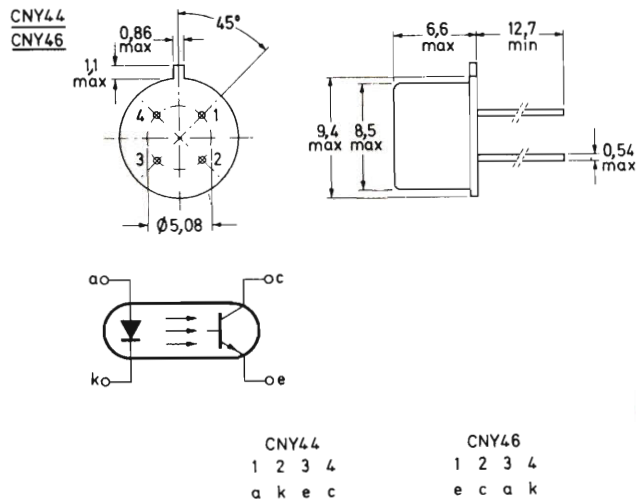 CNY44
CNY46
0,86
max
45°
1,1
max
4
1
3
2
Ø5,08
6,6
max
12,7
min
9,4
max
8,5
max
0,54
max
a
c
k
e
CNY44
1 2 3 4
a k e c
CNY46
1 2 3 4
e c a k